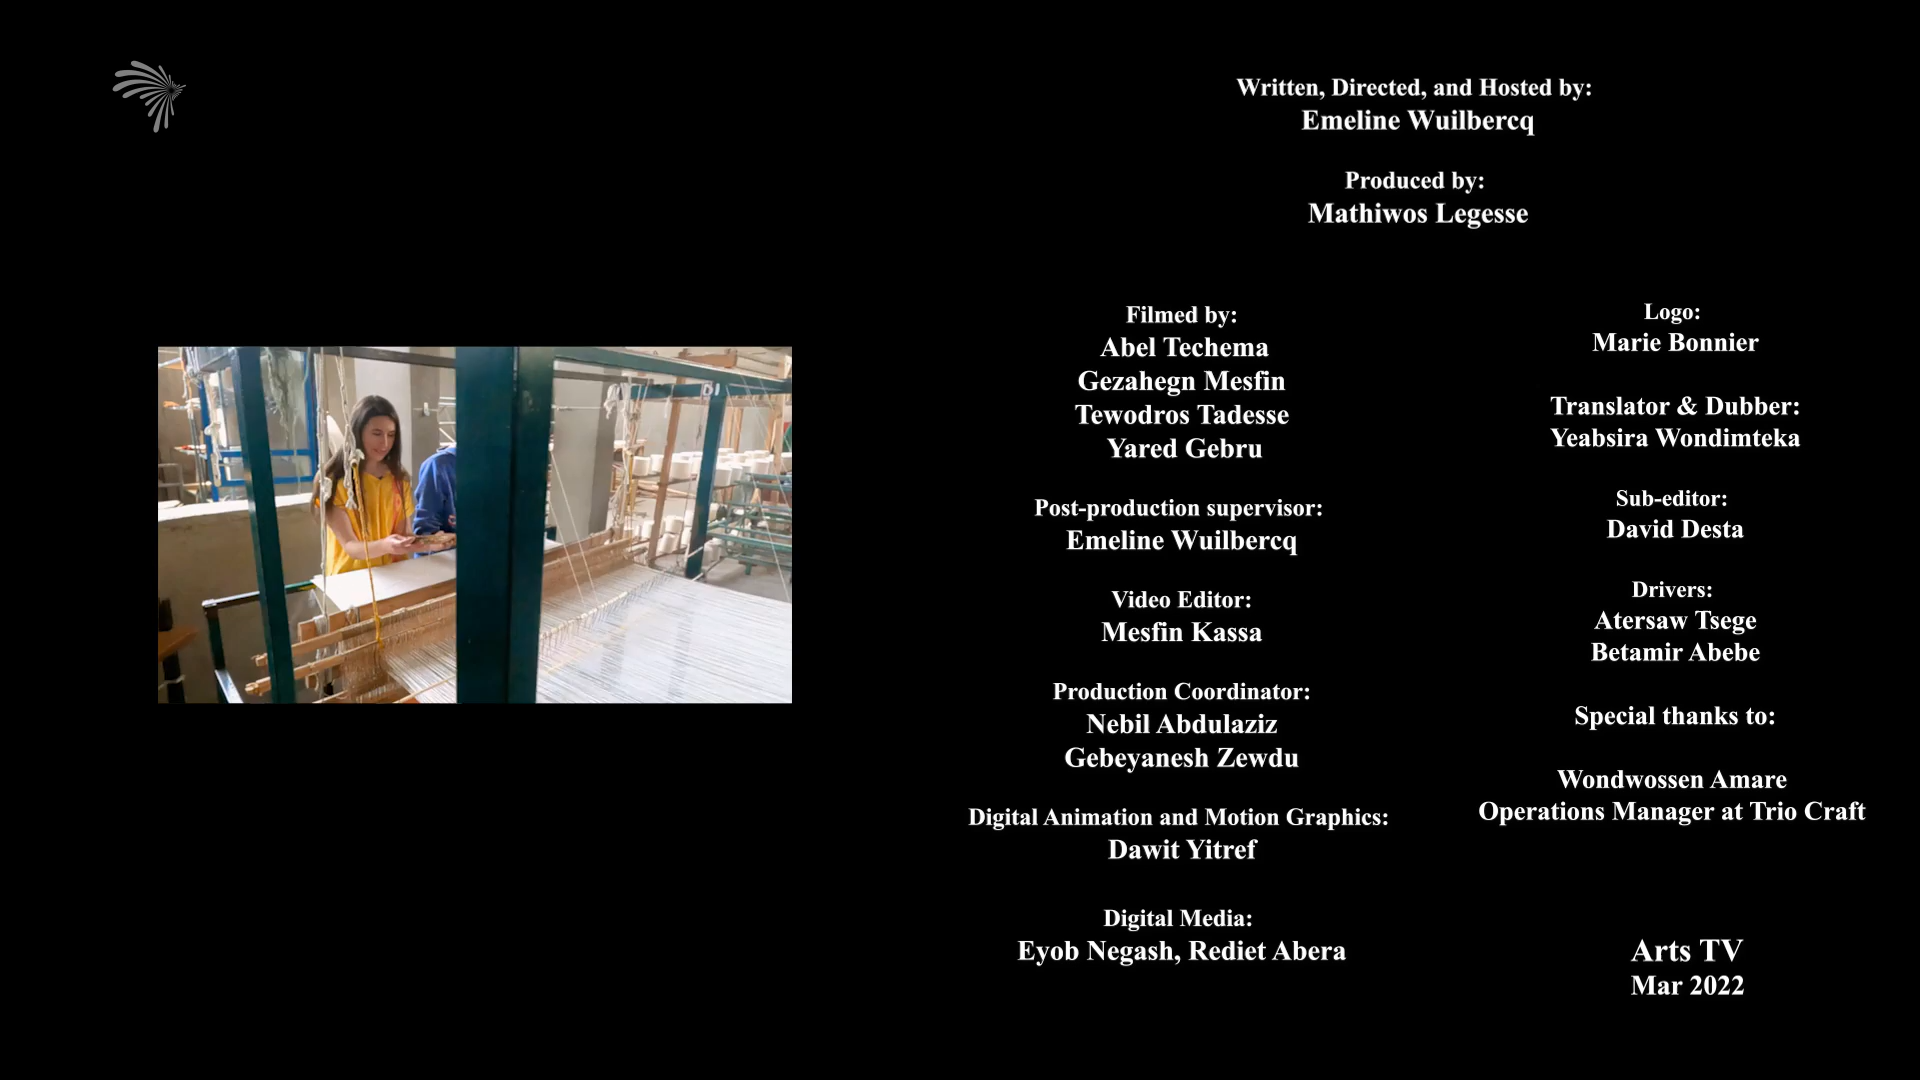 Written, Directed, and Hosted by:
Emeline Wuilbercq
Produced by:
Mathiwos Legesse
Filmed by:
Abel Techema
Gezahegn Mesfin
Tewodros Tadesse
Yared Gebru
Post-production supervisor:
Emeline Wuilbercq
Video Editor:
Mesfin Kassa
Production Coordinator:
Nebil Abdulaziz
Gebeyanesh Zewdu
Digital Animation and Motion Graphics:
Dawit Yitref
Digital Media:
Eyob Negash, Rediet Abera
Logo:
Marie Bonnier
Translator & Dubber:
Yeabsira Wondimteka
Sub-editor:
David Desta
Drivers:
Atersaw Tsege
Betamir Abebe
Special thanks to:
Wondwossen Amare
Operations Manager at Trio Craft
Arts TV
Mar 2022